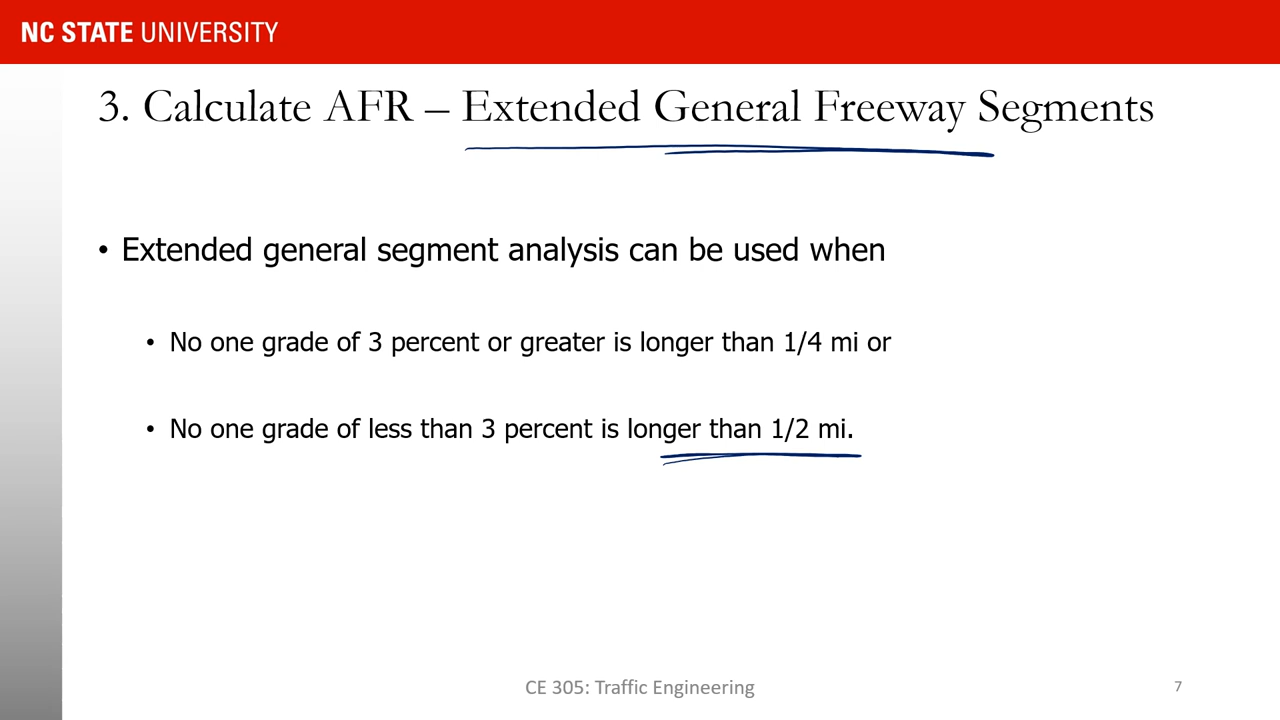 NC STATE UNIVERSITY
3. Calculate AFR – Extended General Freeway Segments
• Extended general segment analysis can be used when
• No one grade of 3 percent or greater is longer than 1/4 mi or
• No one grade of less than 3 percent is longer than 1/2 mi.
CE 305: Traffic Engineering
7